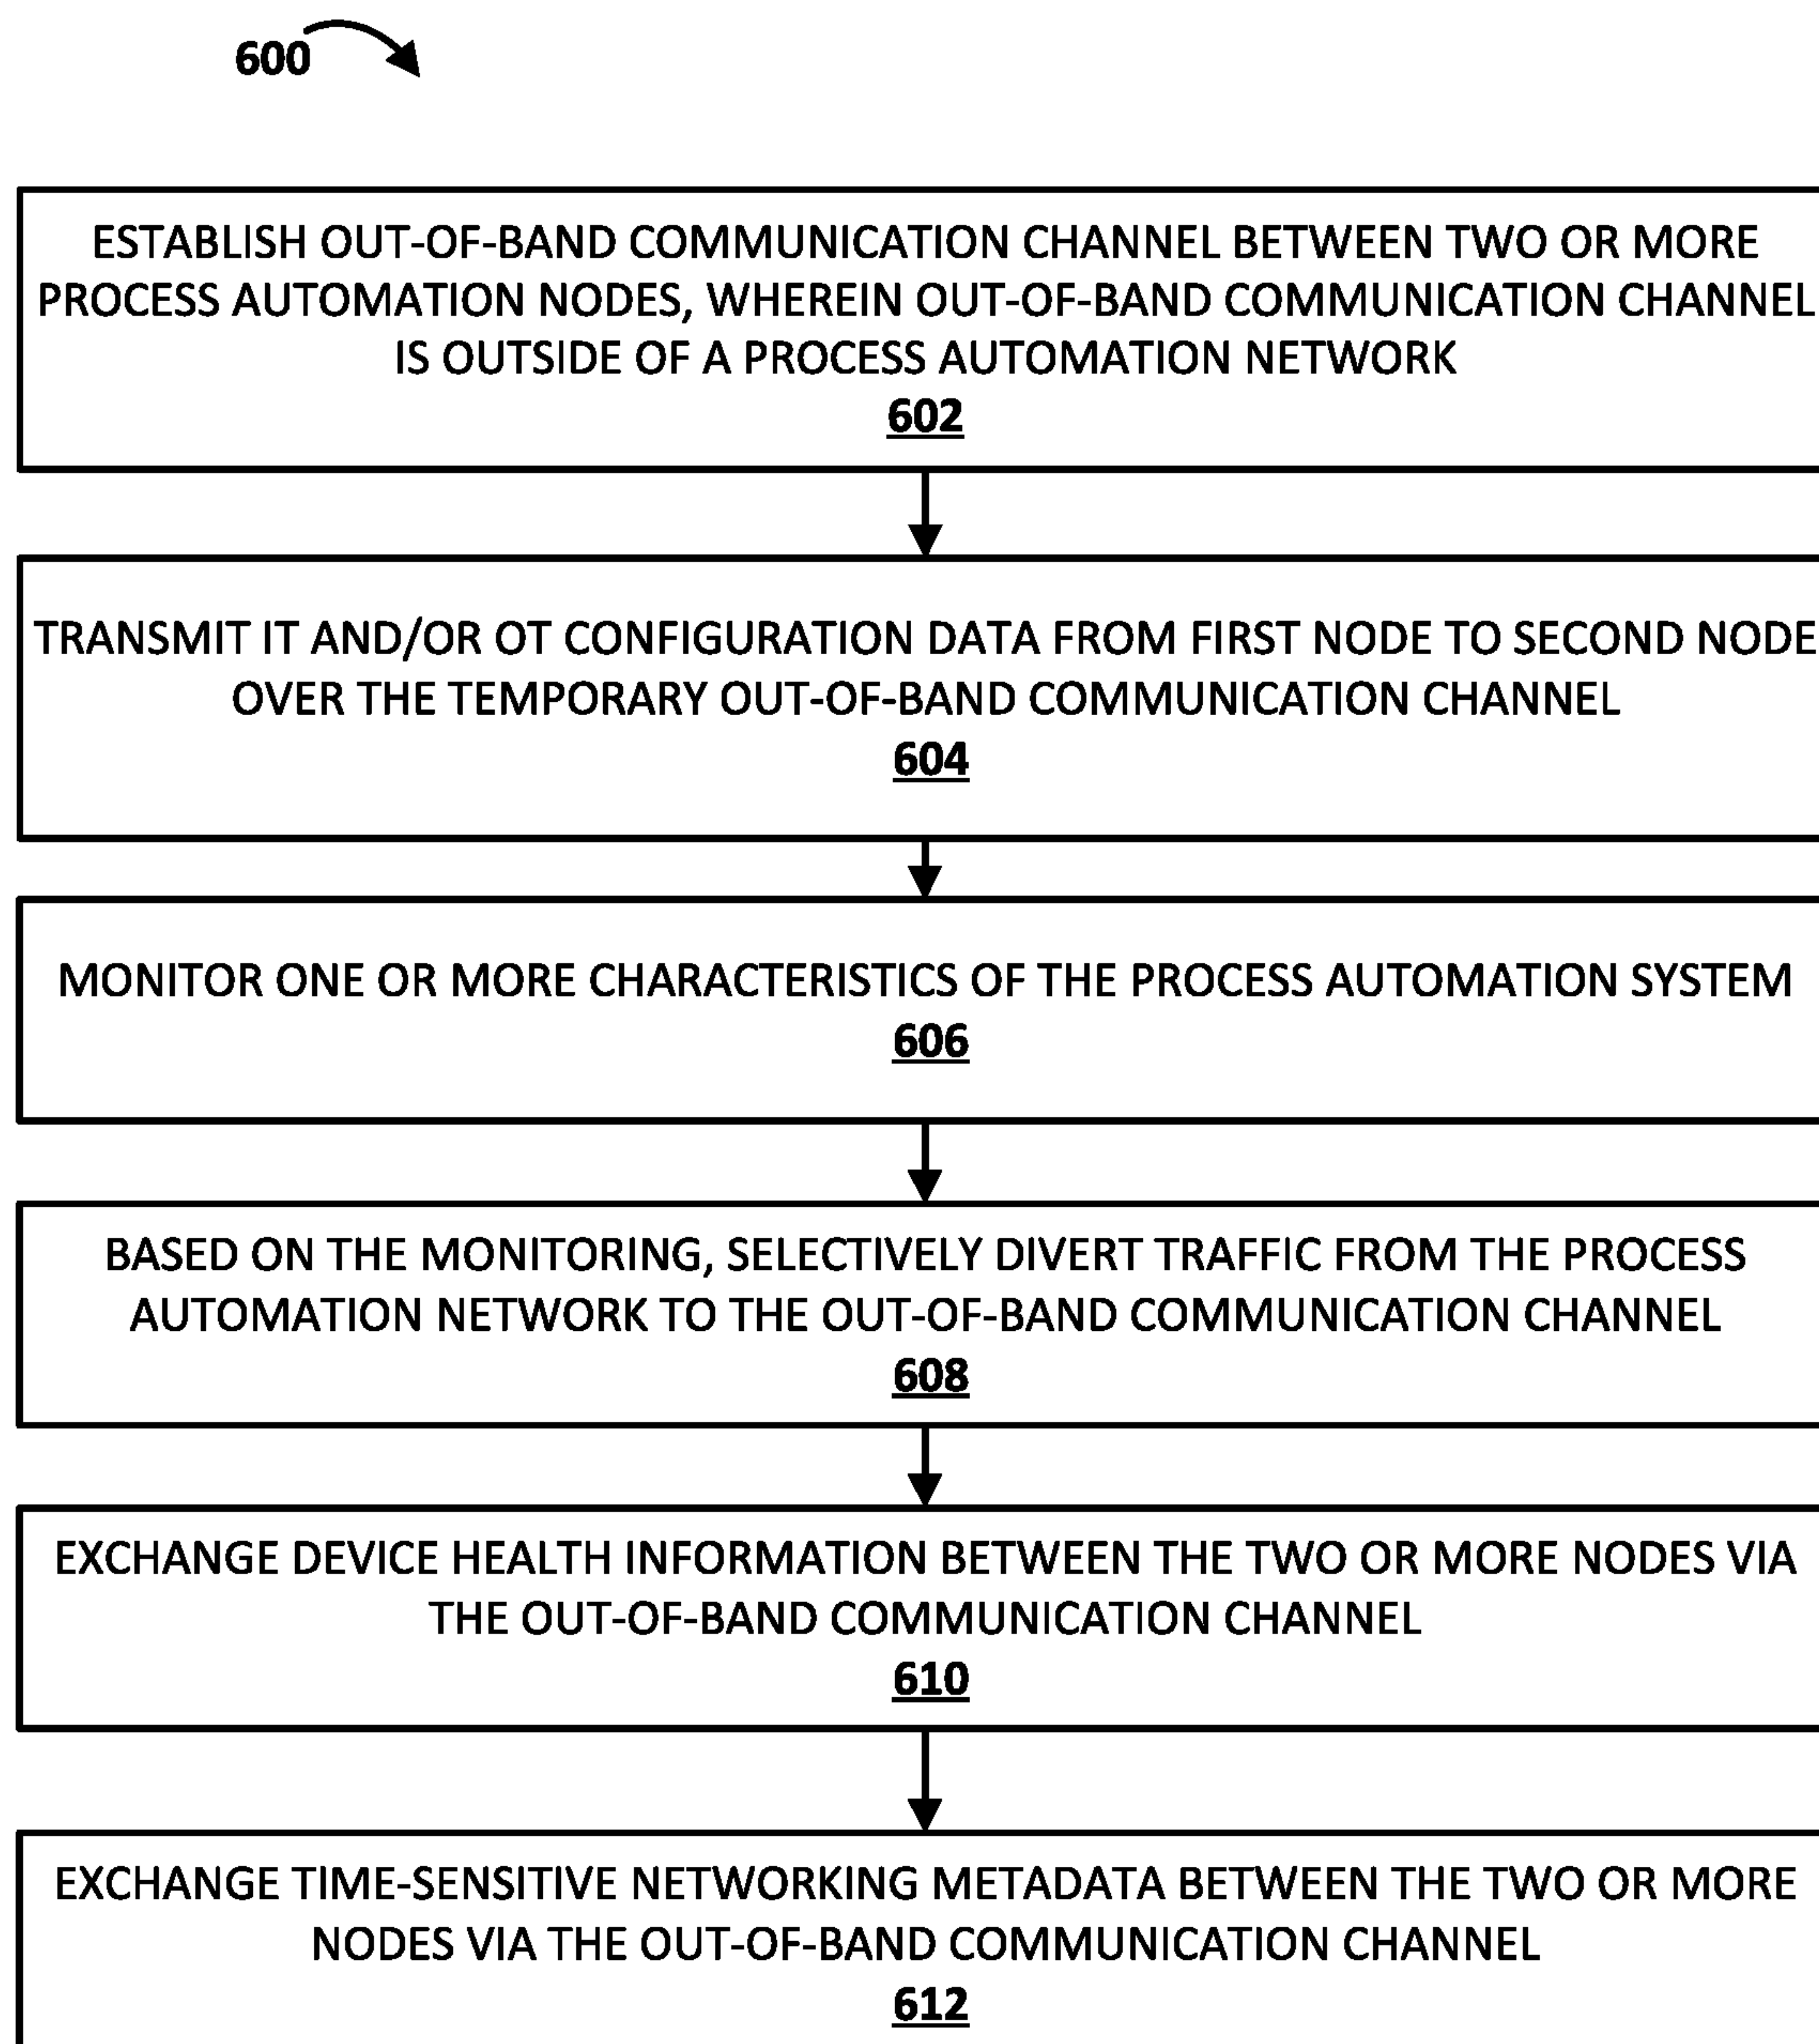 600
ESTABLISH OUT-OF-BAND COMMUNICATION CHANNEL BETWEEN TWO OR MORE
PROCESS AUTOMATION NODES, WHEREIN OUT-OF-BAND COMMUNICATION CHANNEL
IS OUTSIDE OF A PROCESS AUTOMATION NETWORK
602
TRANSMIT IT AND/OR OT CONFIGURATION DATA FROM FIRST NODE TO SECOND NODE
OVER THE TEMPORARY OUT-OF-BAND COMMUNICATION CHANNEL
604
MONITOR ONE OR MORE CHARACTERISTICS OF THE PROCESS AUTOMATION SYSTEM
606
BASED ON THE MONITORING, SELECTIVELY DIVERT TRAFFIC FROM THE PROCESS
AUTOMATION NETWORK TO THE OUT-OF-BAND COMMUNICATION CHANNEL
608
EXCHANGE DEVICE HEALTH INFORMATION BETWEEN THE TWO OR MORE NODES VIA
THE OUT-OF-BAND COMMUNICATION CHANNEL
610
EXCHANGE TIME-SENSITIVE NETWORKING METADATA BETWEEN THE TWO OR MORE
NODES VIA THE OUT-OF-BAND COMMUNICATION CHANNEL
612